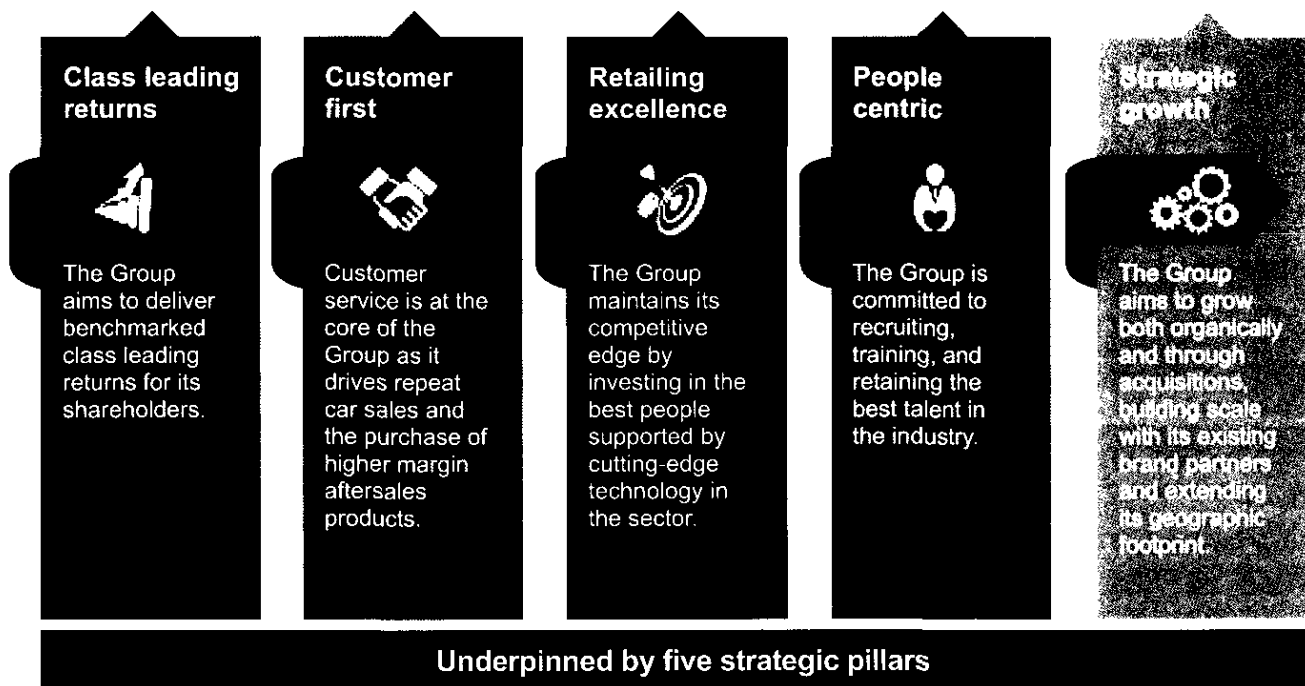 Class leading
returns
The Group
aims to deliver
benchmarked
class leading
returns for its
shareholders.
Customer
first
Customer
service is at the
core of the
Group as it
drives repeat
car sales and
the purchase of
higher margin
aftersales
products.
Retailing
excellence
The Group
maintains its
competitive
edge by
investing in the
best people
supported by
cutting-edge
technology in
the sector.
People
centric
The Group is
committed to
recruiting,
training, and
retaining the
best talent in
the industry.
Strategic
growth
The Group
aims to grow
both organically
and through
acquisitions,
building scale
with its existing
brand partners
and extending
its geographic
footprint.
Underpinned by five strategic pillars